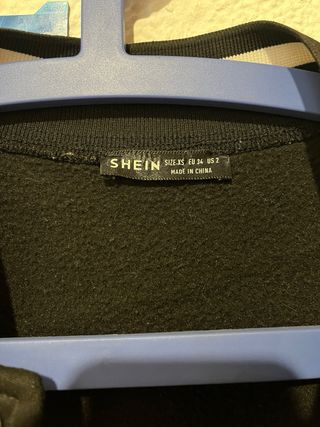 SHEIN SIZE:XS EU 34 US 2
MADE IN CHINA